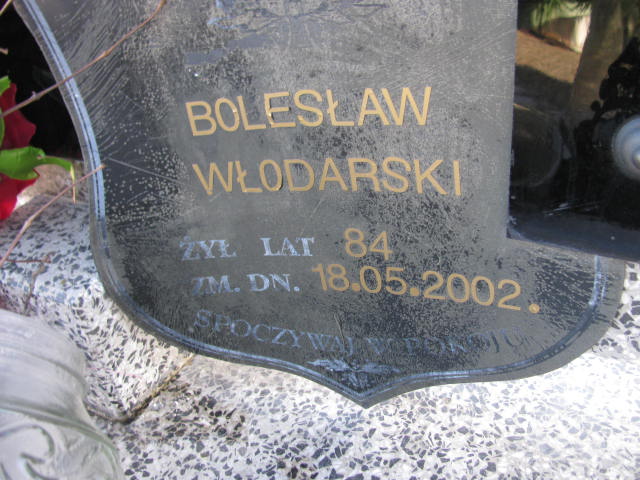 BOLESŁAW
WŁODARSKI
ŻYŁ LAT 84
ZM. DN. 18.05.2002.
SPOCZYWAJ W POKOJU